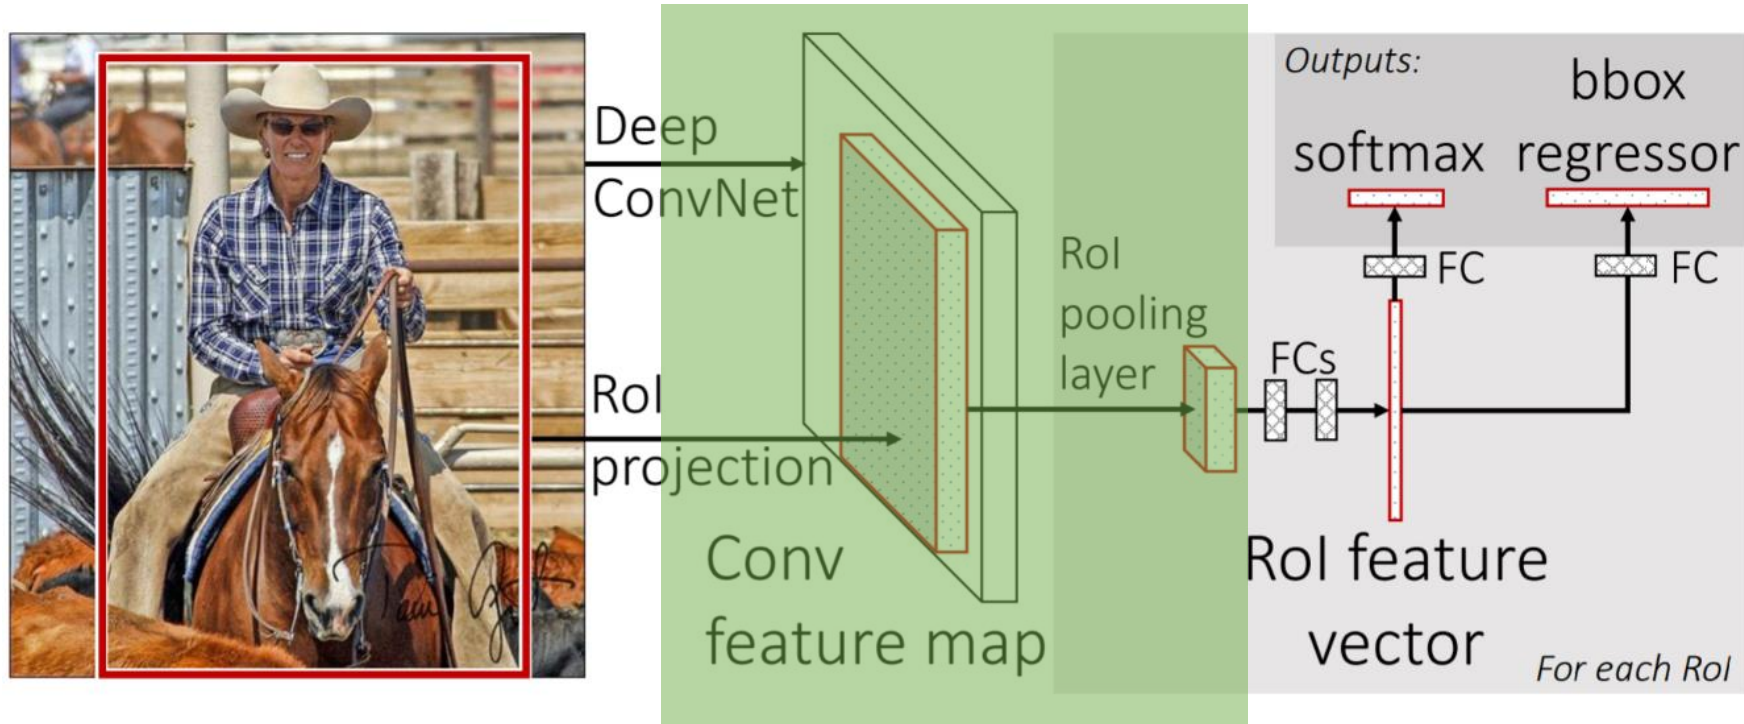 Deep
ConvNet
RoI
projection
Conv
feature map
RoI
pooling
layer
FCs
RoI feature
vector
Outputs:
softmax
bbox
regressor
FC
FC
For each RoI